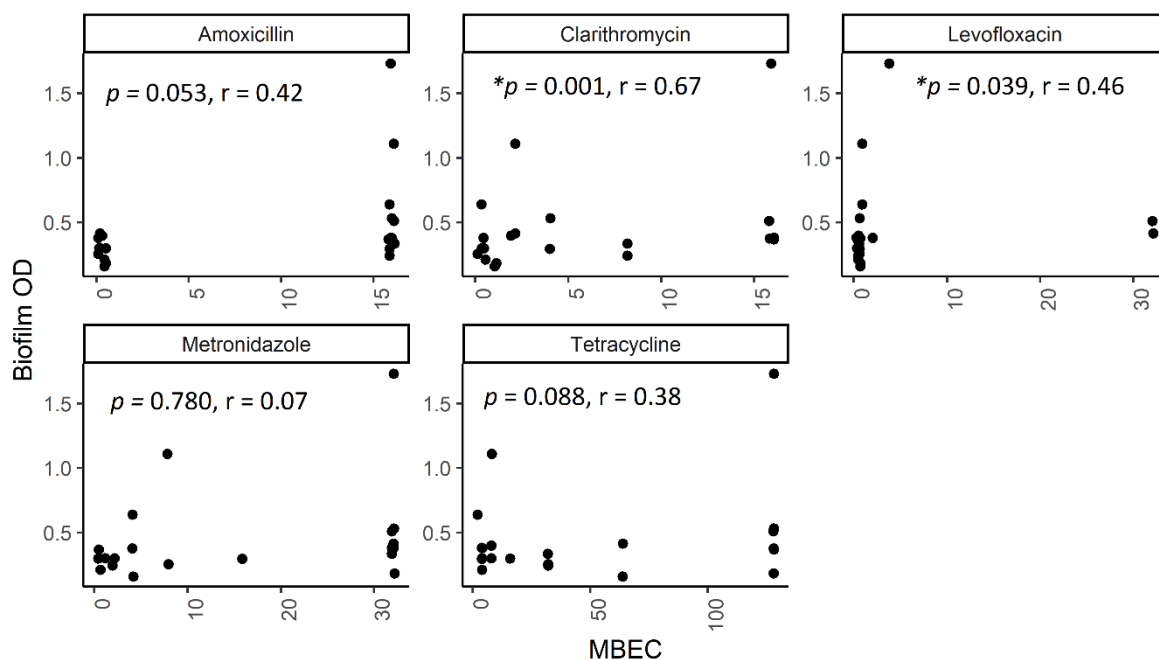 Amoxicillin
Clarithromycin
Levofloxacin
p = 0.053, r = 0.42
*p = 0.001, r = 0.67
*p = 0.039, r = 0.46
1.5
1.0
0.5
1.5
1.0
0.5
1.5
1.0
0.5
0
5
10
15
0
5
10
15
0
10
20
30
Biofilm OD
Metronidazole
Tetracycline
p = 0.780, r = 0.07
p = 0.088, r = 0.38
1.5
1.0
0.5
1.5
1.0
0.5
0
10
20
30
0
50
100
MBEC